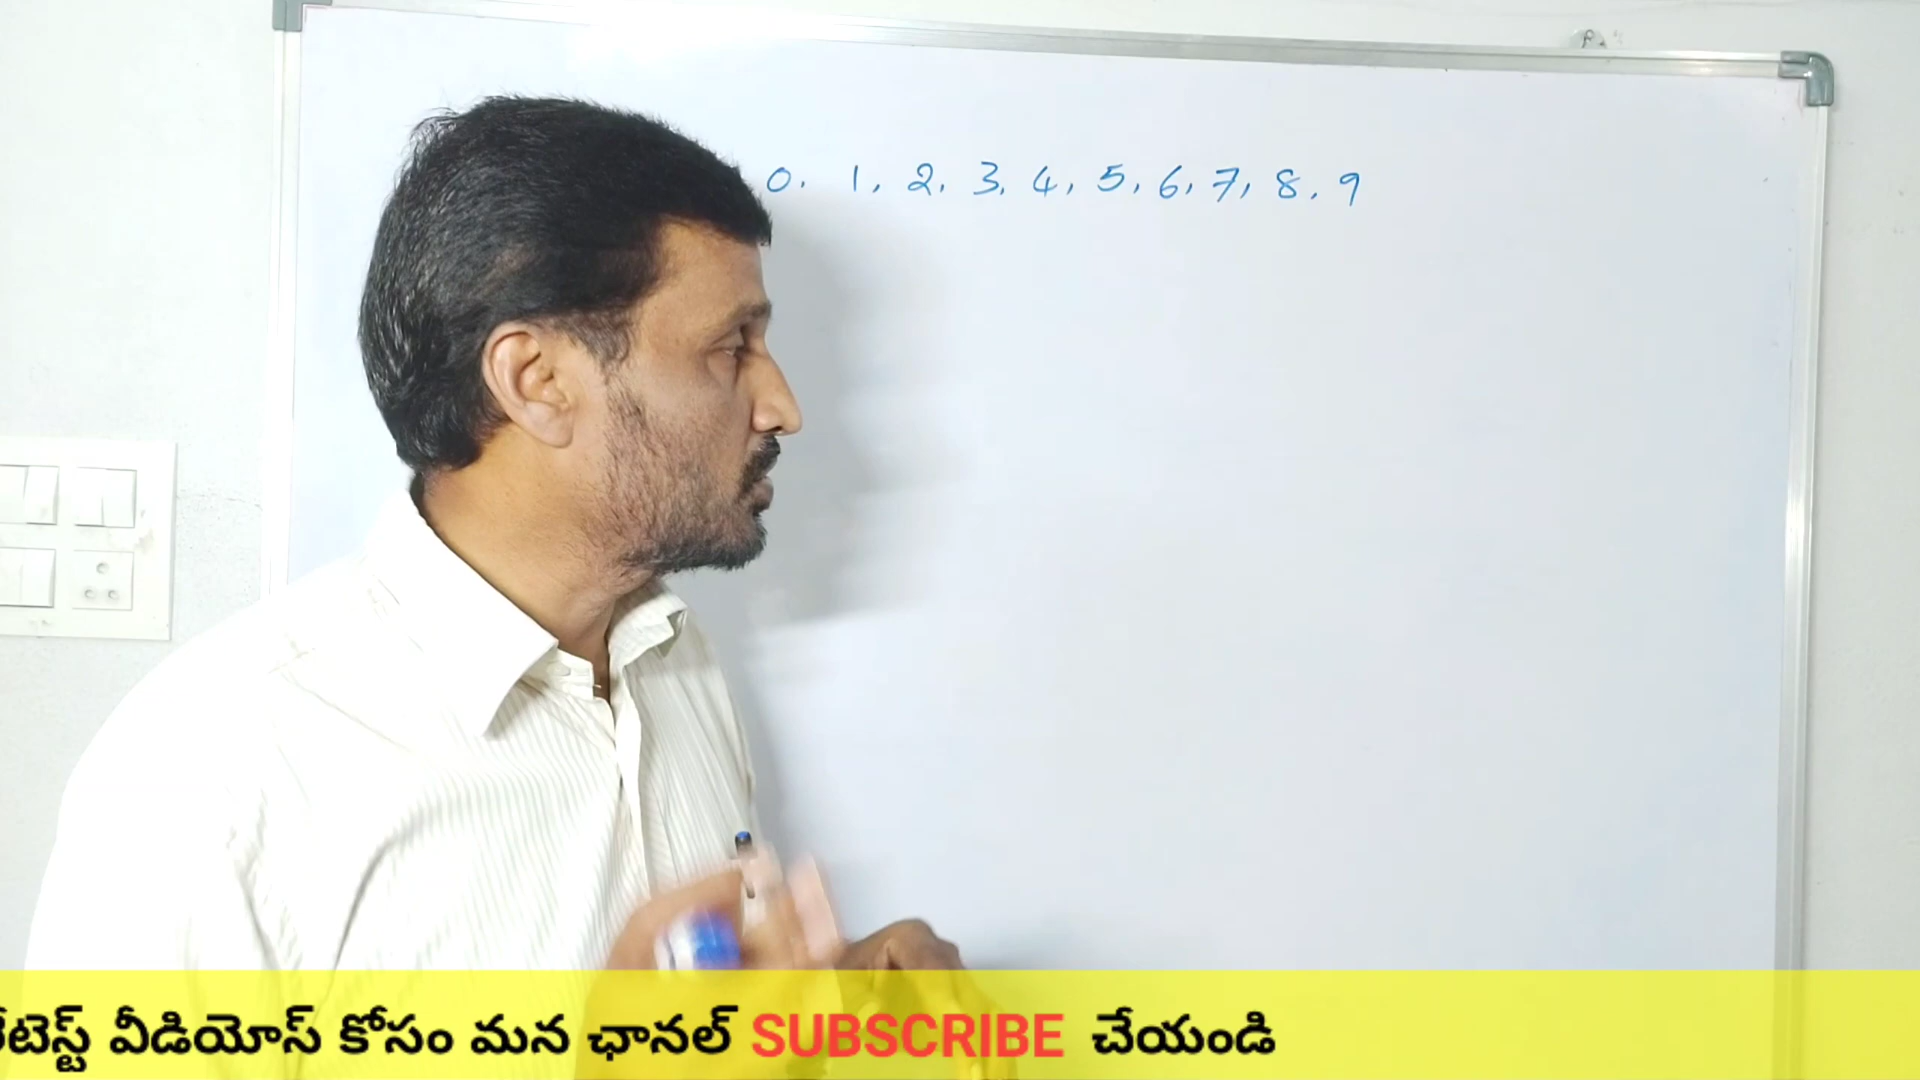 0. 1, 2, 3, 4, 5, 6, 7, 8, 9
వీడియోస్ కోసం మన ఛానల్ SUBSCRIBE చేయండి